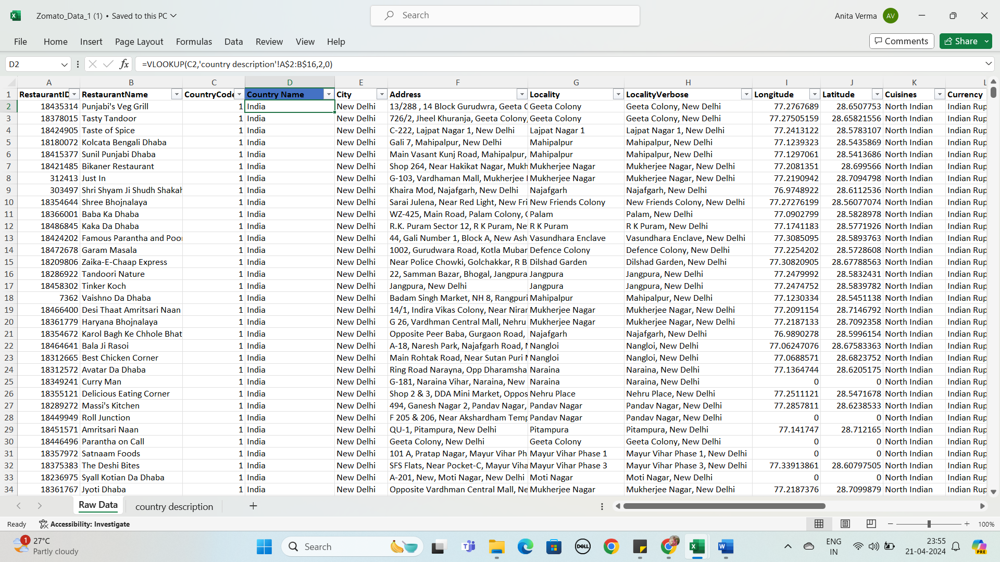 Zomato_Data_1 (1) • Saved to this PC
Search
Anita Verma AV
File Home Insert Page Layout Formulas Data Review View Help
Comments Share
D2 fx =VLOOKUP(C2,'country description'!A$2:B$16,2,0)
A B C D E F G H I J K L
1 RestaurantID RestaurantName CountryCode Country Name City Address Locality LocalityVerbose Longitude Latitude Cuisines Currency
2 18435314 Punjabi's Veg Grill 1 India New Delhi 13/288 , 14 Block Gurudwra, Geeta C Geeta Colony Geeta Colony, New Delhi 77.2767689 28.6507753 North Indian Indian Rup
3 18378015 Tasty Tandoor 1 India New Delhi 726/2, Jheel Khuranja, Geeta Colony, Geeta Colony Geeta Colony, New Delhi 77.27505159 28.65821556 North Indian Indian Rup
4 18424905 Taste of Spice 1 India New Delhi C-222, Lajpat Nagar 1, New Delhi Lajpat Nagar 1 Lajpat Nagar 1, New Delhi 77.2413122 28.5783107 North Indian Indian Rup
5 18180072 Kolcata Bengali Dhaba 1 India New Delhi Gali 7, Mahipalpur, New Delhi Mahipalpur Mahipalpur, New Delhi 77.1239323 28.5435869 North Indian Indian Rup
6 18415377 Sunil Punjabi Dhaba 1 India New Delhi Main Vasant Kunj Road, Mahipalpur, Mahipalpur Mahipalpur, New Delhi 77.1297061 28.5413686 North Indian Indian Rup
7 18421485 Bikaner Restaurant 1 India New Delhi Shop 264, Near Hakikat Nagar, Mukh Mukherjee Nagar Mukherjee Nagar, New Delhi 77.2081351 28.699566 North Indian Indian Rup
8 312413 Just In 1 India New Delhi G-103, Vardhaman Mall, Mukherjee Mukherjee Nagar Mukherjee Nagar, New Delhi 77.2190942 28.7094798 North Indian Indian Rup
9 303497 Shri Shyam Ji Shudh Shakah 1 India New Delhi Khaira Mod, Najafgarh, New Delhi Najafgarh Najafgarh, New Delhi 76.9748922 28.6112536 North Indian Indian Rup
10 18354644 Shree Bhojnalaya 1 India New Delhi Sarai Julena, Near Red Light, New Fri New Friends Colony New Friends Colony, New Delhi 77.27276199 28.56077074 North Indian Indian Rup
11 18366001 Baba Ka Dhaba 1 India New Delhi WZ-425, Main Road, Palam Colony, Palam Palam, New Delhi 77.0902799 28.5828978 North Indian Indian Rup
12 18486845 Kaka Da Dhaba 1 India New Delhi R.K. Puram Sector 12, R K Puram, Ne R K Puram R K Puram, New Delhi 77.1741183 28.5771926 North Indian Indian Rup
13 18424202 Famous Parantha and Poor 1 India New Delhi 44, Gali Number 1, Block A, New Ash Vasundhara Enclave Vasundhara Enclave, New Delhi 77.3085095 28.5893763 North Indian Indian Rup
14 18472678 Garam Masala 1 India New Delhi 1002, Gurudwara Road, Kotla Mubar Defence Colony Defence Colony, New Delhi 77.2254202 28.5728608 North Indian Indian Rup
15 18209806 Zaika-E-Chaap Express 1 India New Delhi Near Police Chowki, Golchakkar, R B Dilshad Garden Dilshad Garden, New Delhi 77.30820905 28.67788563 North Indian Indian Rup
16 18286922 Tandoori Nature 1 India New Delhi 22, Samman Bazar, Bhogal, Jangpura Jangpura Jangpura, New Delhi 77.2479992 28.5832431 North Indian Indian Rup
17 18458302 Tinker Koch 1 India New Delhi Jangpura, New Delhi Jangpura Jangpura, New Delhi 77.2474752 28.5839782 North Indian Indian Rup
18 7362 Vaishno Da Dhaba 1 India New Delhi Badam Singh Market, NH 8, Rangpuri Mahipalpur Mahipalpur, New Delhi 77.1230334 28.5451138 North Indian Indian Rup
19 18466400 Desi Thaat Amritsari Naan 1 India New Delhi 14/1, Indira Vikas Colony, Near Nirar Mukherjee Nagar Mukherjee Nagar, New Delhi 77.2091154 28.7146792 North Indian Indian Rup
20 18361779 Haryana Bhojnalaya 1 India New Delhi G 26, Vardhman Central Mall, Nehru Mukherjee Nagar Mukherjee Nagar, New Delhi 77.2187133 28.7092358 North Indian Indian Rup
21 18354672 Karol Bagh Ke Chhole Bhat 1 India New Delhi Opposite Peer Baba, Gurgaon Road, Najafgarh Najafgarh, New Delhi 76.9890278 28.5996154 North Indian Indian Rup
22 18464641 Bala Ji Rasoi 1 India New Delhi A-18, Naresh Park, Najafgarh Road, Nangloi Nangloi, New Delhi 77.06247076 28.67583363 North Indian Indian Rup
23 18312665 Best Chicken Corner 1 India New Delhi Main Rohtak Road, Near Sutan Puri Nangloi Nangloi, New Delhi 77.0688571 28.6823752 North Indian Indian Rup
24 18312572 Avatar Da Dhaba 1 India New Delhi Ring Road Narayna, Opp Dharamsha Naraina Naraina, New Delhi 77.1364744 28.6205175 North Indian Indian Rup
25 18349241 Curry Man 1 India New Delhi G-181, Naraina Vihar, Naraina, New Naraina Naraina, New Delhi 0 0 North Indian Indian Rup
26 18355121 Delicious Eating Corner 1 India New Delhi Shop 2 & 3, DDA Mini Market, Oppos Nehru Place Nehru Place, New Delhi 77.2511121 28.5471678 North Indian Indian Rup
27 18289272 Massi's Kitchen 1 India New Delhi 494, Ganesh Nagar 2, Pandav Nagar, Pandav Nagar Pandav Nagar, New Delhi 77.2857811 28.6238533 North Indian Indian Rup
28 18449949 Roll Junction 1 India New Delhi F 205 & 206, Near Akshardham Temp Pandav Nagar Pandav Nagar, New Delhi 0 0 North Indian Indian Rup
29 18451571 Amritsari Naan 1 India New Delhi QU-1, Pitampura, New Delhi Pitampura Pitampura, New Delhi 77.141747 28.712165 North Indian Indian Rup
30 18446496 Parantha on Call 1 India New Delhi Geeta Colony, New Delhi Geeta Colony Geeta Colony, New Delhi 0 0 North Indian Indian Rup
31 18357972 Satnaam Foods 1 India New Delhi 101 A, Pratap Nagar, Mayur Vihar Ph Mayur Vihar Phase 1 Mayur Vihar Phase 1, New Delhi 0 0 North Indian Indian Rup
32 18375383 The Deshi Bites 1 India New Delhi SFS Flats, Near Pocket-C, Mayur Viha Mayur Vihar Phase 3 Mayur Vihar Phase 3, New Delhi 77.33913861 28.60797505 North Indian Indian Rup
33 18236975 Syall Kotian Da Dhaba 1 India New Delhi A-201, New, Moti Nagar, New Delhi Moti Nagar Moti Nagar, New Delhi 0 0 North Indian Indian Rup
34 18361767 Jyoti Dhaba 1 India New Delhi Opposite Vardhman Central Mall, Ne Mukherjee Nagar Mukherjee Nagar, New Delhi 77.2187376 28.7099879 North Indian Indian Rup
Raw Data country description
Ready Accessibility: Investigate 100%
1 27°C
Partly cloudy
Search
DELL
ENG
IN
23:55
21-04-2024
PRE